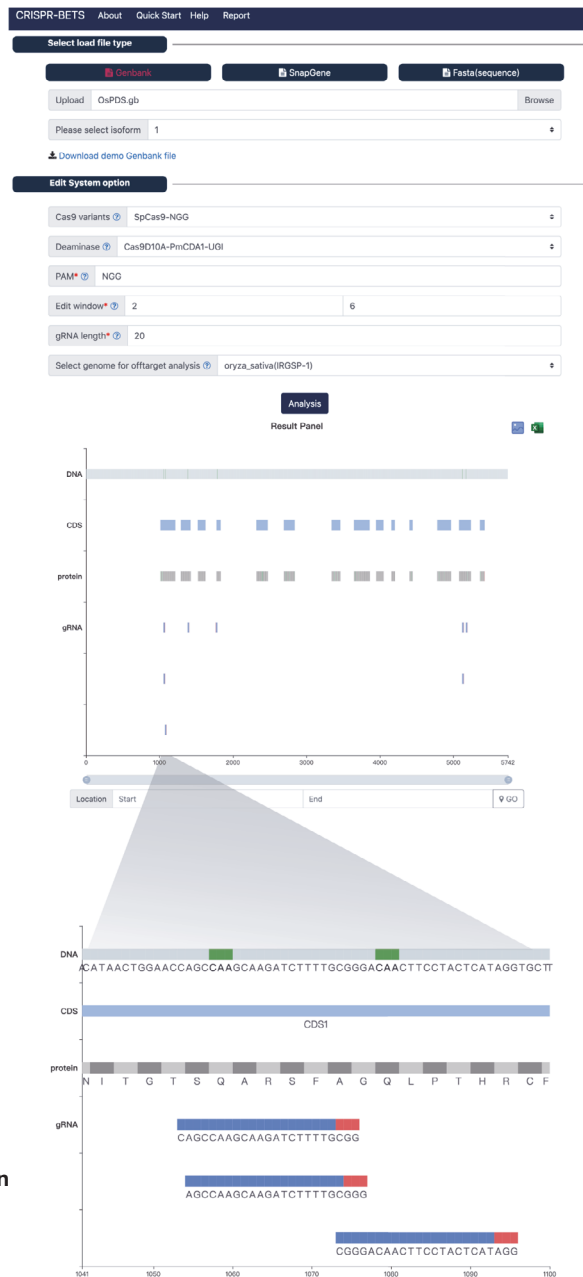 CRISPR-BETS About Quick Start Help Report
Select load file type
Genbank SnapGene Fasta(sequence)
Upload OsPDS.gb Browse
Please select isoform 1
Download demo Genbank file
Edit System option
Cas9 variants ? SpCas9-NGG
Deaminase ? Cas9D10A-PmCDA1-UGI
PAM* ? NGG
Edit window* ? 2 6
gRNA length* ? 20
Select genome for offtarget analysis ? oryza_sativa(IRGSP-1)
Analysis
Result Panel
DNA
CDS
protein
gRNA
0 1000 2000 3000 4000 5000 5742
Location Start End GO
DNA
ACATAACTGGAACCAGCCAAGCAAGATCTTTTGCGGGACAACTTCCTACTCATAGGTGCTT
CDS
CDS1
protein
N I T G T S Q A R S F A G Q L P T H R C F
gRNA
CAGCCAAGCAAGATCTTTTGCGG
AGCCAAGCAAGATCTTTTGCGGG
n
CGGGACAACTTCCTACTCATAGG
1041 1050 1060 1070 1080 1090 1100